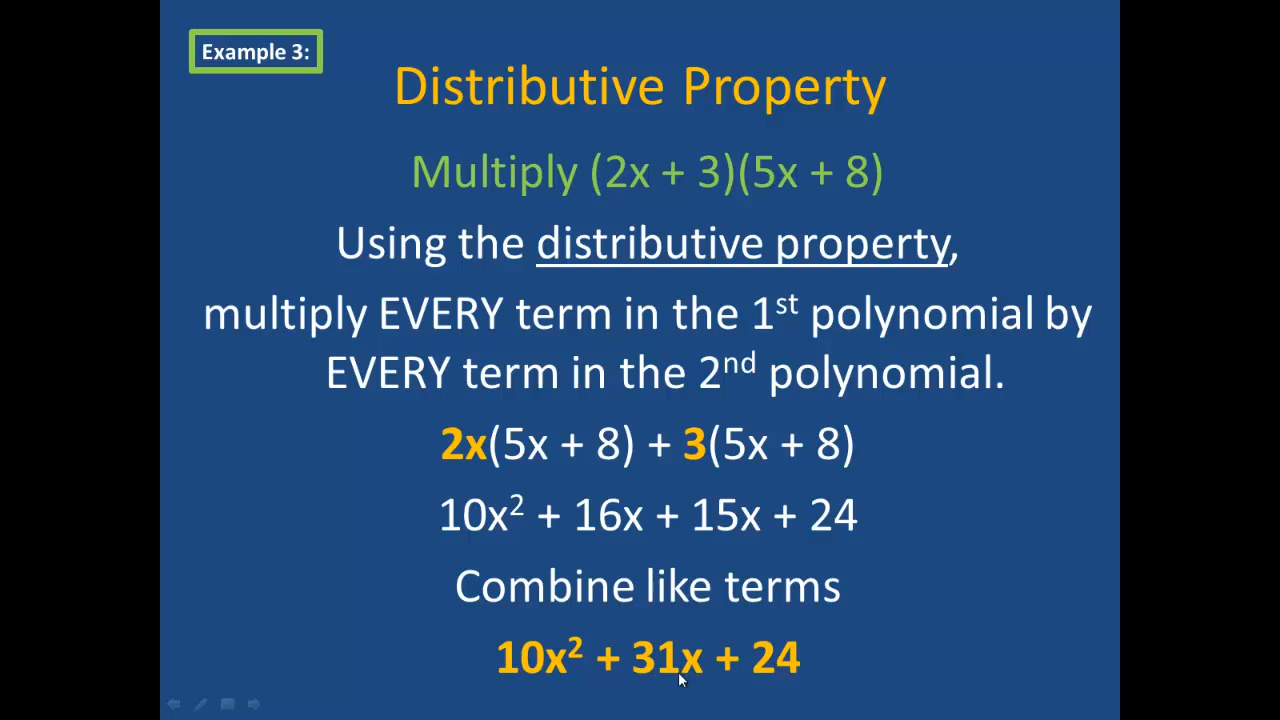 Example 3:
Distributive Property
Multiply (2x + 3)(5x + 8)
Using the distributive property,
multiply EVERY term in the 1st polynomial by
EVERY term in the 2nd polynomial.
2x(5x + 8) + 3(5x + 8)
10x² + 16x + 15x + 24
Combine like terms
10x² + 31x + 24